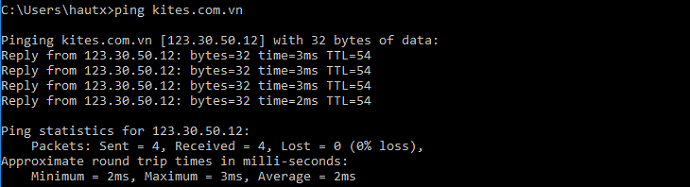 C:\Users\hautx>ping kites.com.vn
Pinging kites.com.vn [123.30.50.12] with 32 bytes of data:
Reply from 123.30.50.12: bytes=32 time=3ms TTL=54
Reply from 123.30.50.12: bytes=32 time=3ms TTL=54
Reply from 123.30.50.12: bytes=32 time=3ms TTL=54
Reply from 123.30.50.12: bytes=32 time=2ms TTL=54
Ping statistics for 123.30.50.12:
    Packets: Sent = 4, Received = 4, Lost = 0 (0% loss),
Approximate round trip times in milli-seconds:
    Minimum = 2ms, Maximum = 3ms, Average = 2ms